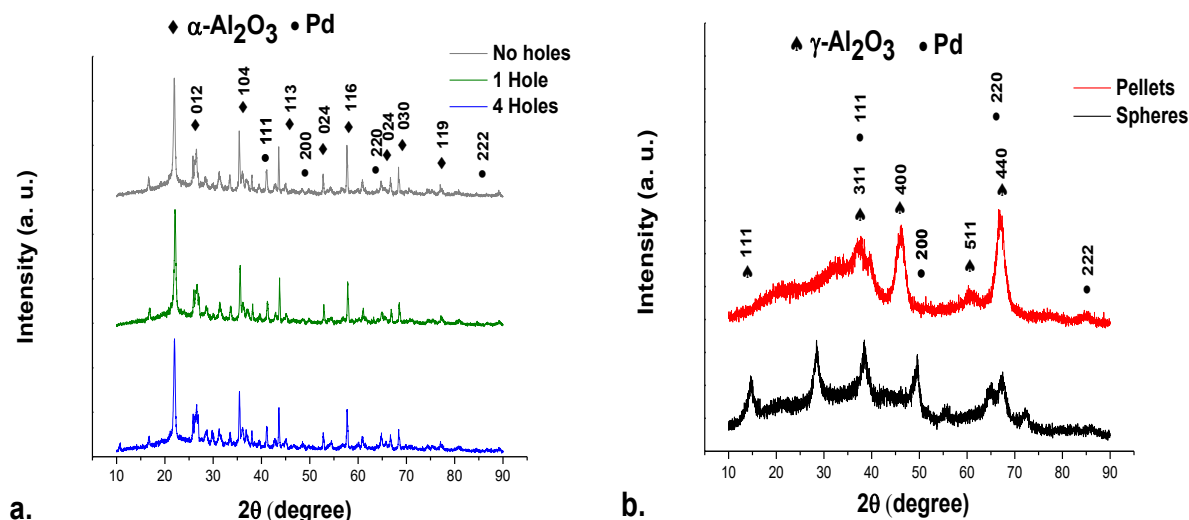 ♦ α-Al2O3 ● Pd
No holes
1 Hole
4 Holes
012
104
111
113
200
024
116
220
024
030
119
222
Intensity (a. u.)
10 20 30 40 50 60 70 80 90
2θ (degree)
a.
♠ γ-Al2O3 ● Pd
Pellets
Spheres
111
111
311
400
200
511
220
440
222
Intensity (a. u.)
10 20 30 40 50 60 70 80 90
2θ (degree)
b.